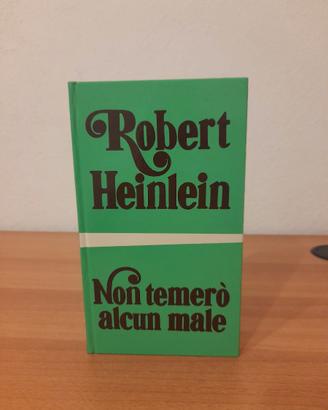 Robert
Heinlein
Non temerò
alcun male